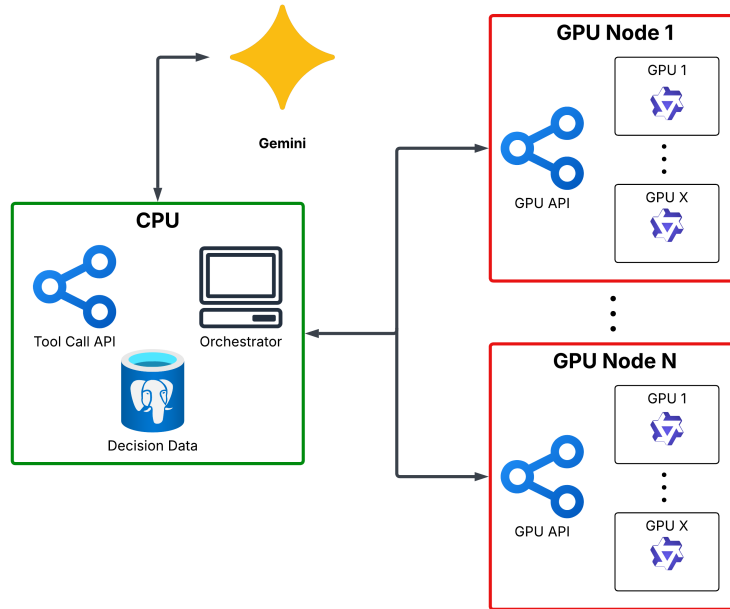 Gemini
CPU
Tool Call API
Orchestrator
Decision Data
GPU Node 1
GPU 1
GPU API
GPU X
GPU Node N
GPU 1
GPU API
GPU X